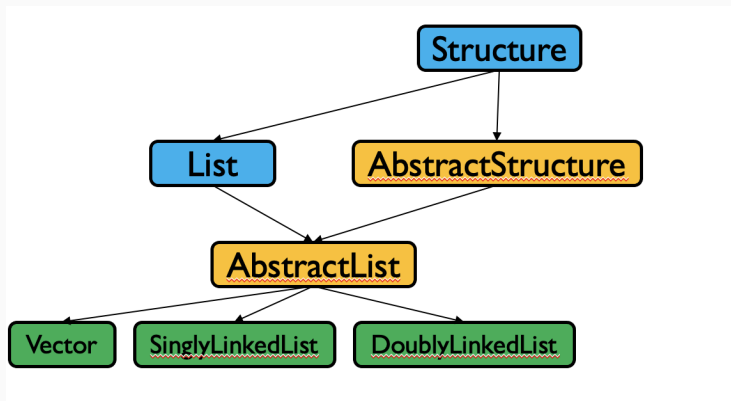 Structure
List
AbstractStructure
AbstractList
Vector
SinglyLinkedList
DoublyLinkedList